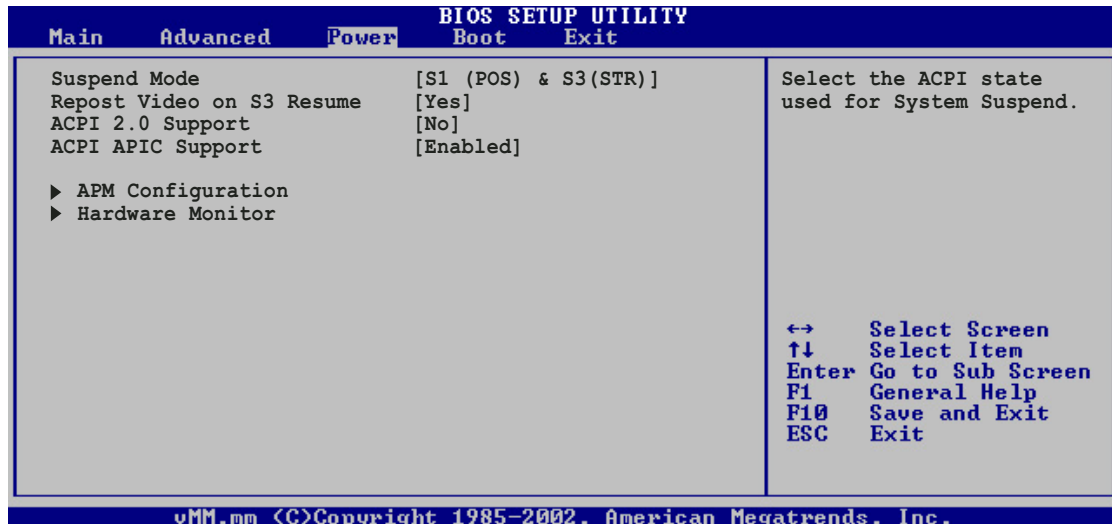 BIOS SETUP UTILITY
Main Advanced Power Boot Exit
Suspend Mode [S1 (POS) & S3(STR)]
Repost Video on S3 Resume [Yes]
ACPI 2.0 Support [No]
ACPI APIC Support [Enabled]
▶ APM Configuration
▶ Hardware Monitor
Select the ACPI state
used for System Suspend.
←→ Select Screen
↑↓ Select Item
Enter Go to Sub Screen
F1 General Help
F10 Save and Exit
ESC Exit
vMM.mm (C)Copyright 1985-2002, American Megatrends, Inc.